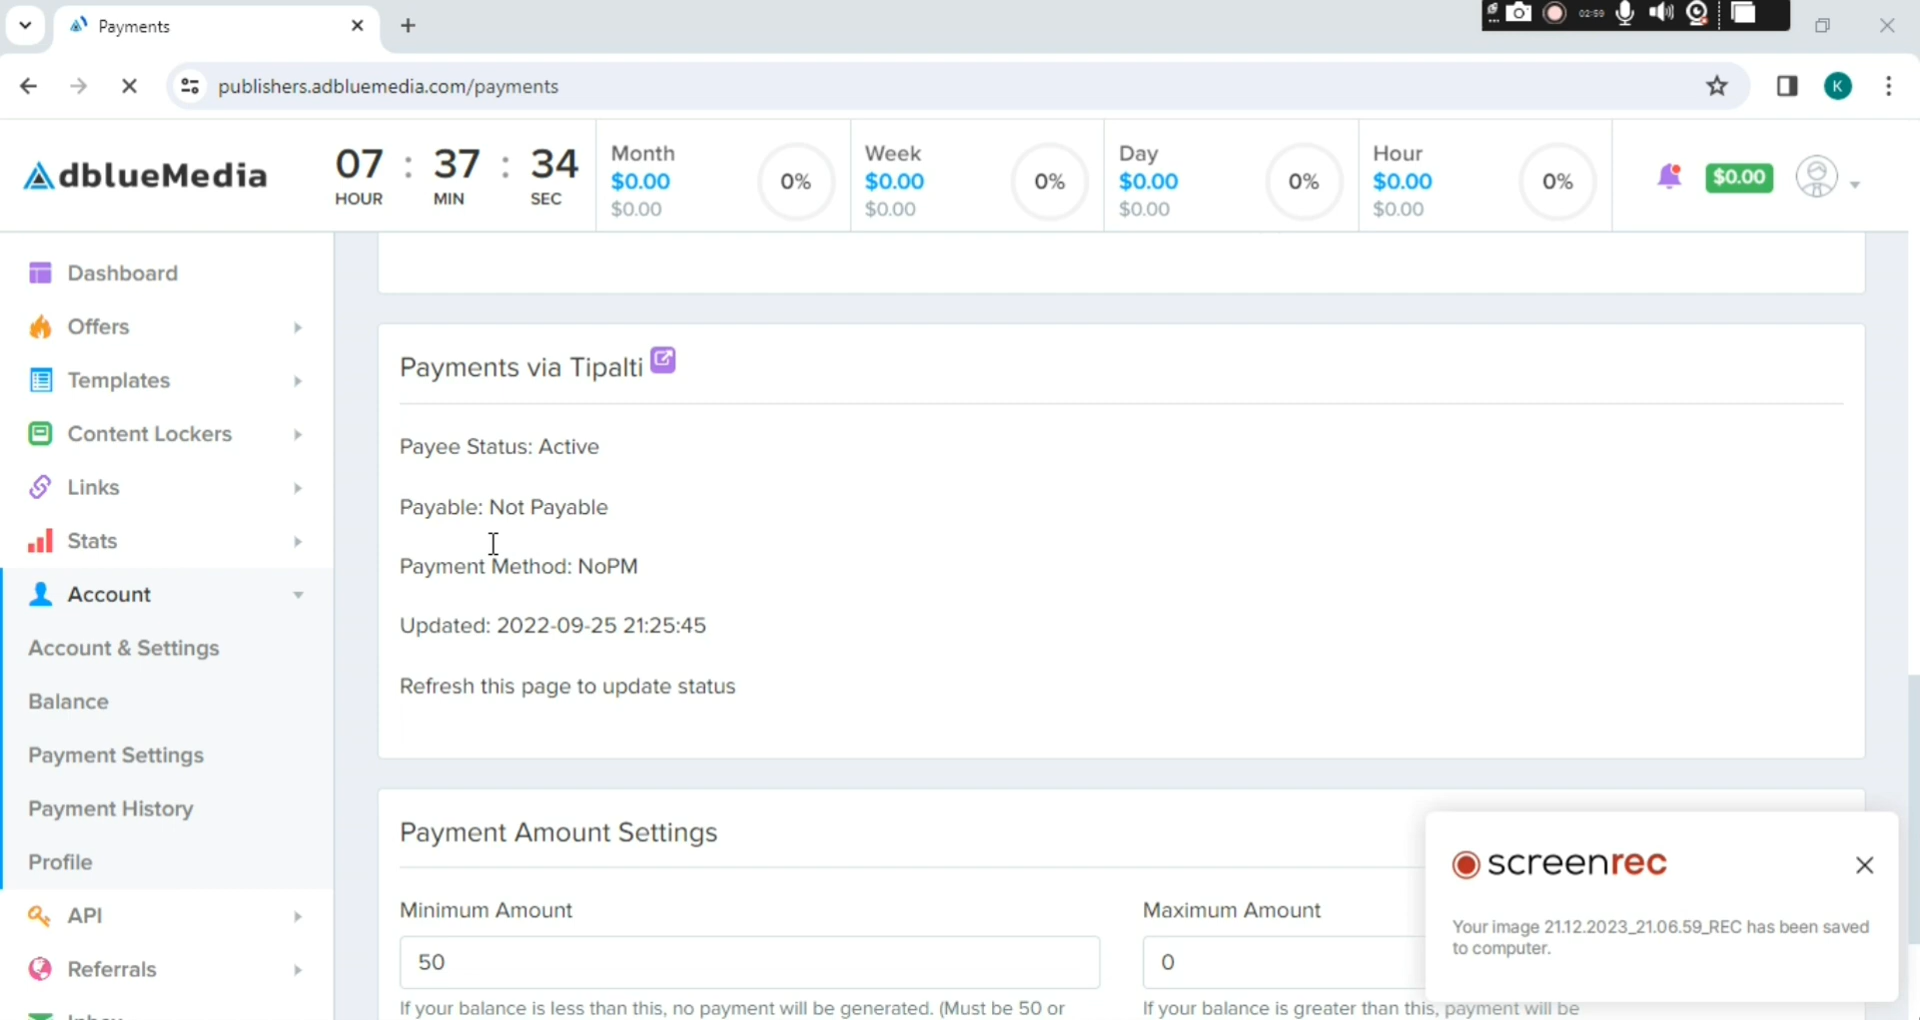 Payments
publishers.adbluemedia.com/payments
02:59
K
AdblueMedia
07 : 37 : 34
HOUR MIN SEC
Month
$0.00
$0.00
0%
Week
$0.00
$0.00
0%
Day
$0.00
$0.00
0%
Hour
$0.00
$0.00
0%
$0.00
Dashboard
Offers
Templates
Content Lockers
Links
Stats
Account
Account & Settings
Balance
Payment Settings
Payment History
Profile
API
Referrals
Inbox
Payments via Tipalti
Payee Status: Active
Payable: Not Payable
Payment Method: NoPM
Updated: 2022-09-25 21:25:45
Refresh this page to update status
Payment Amount Settings
Minimum Amount
50
If your balance is less than this, no payment will be generated. (Must be 50 or
Maximum Amount
0
If your balance is greater than this, payment will be
screenrec
Your image 21.12.2023_21.06.59_REC has been saved
to computer.